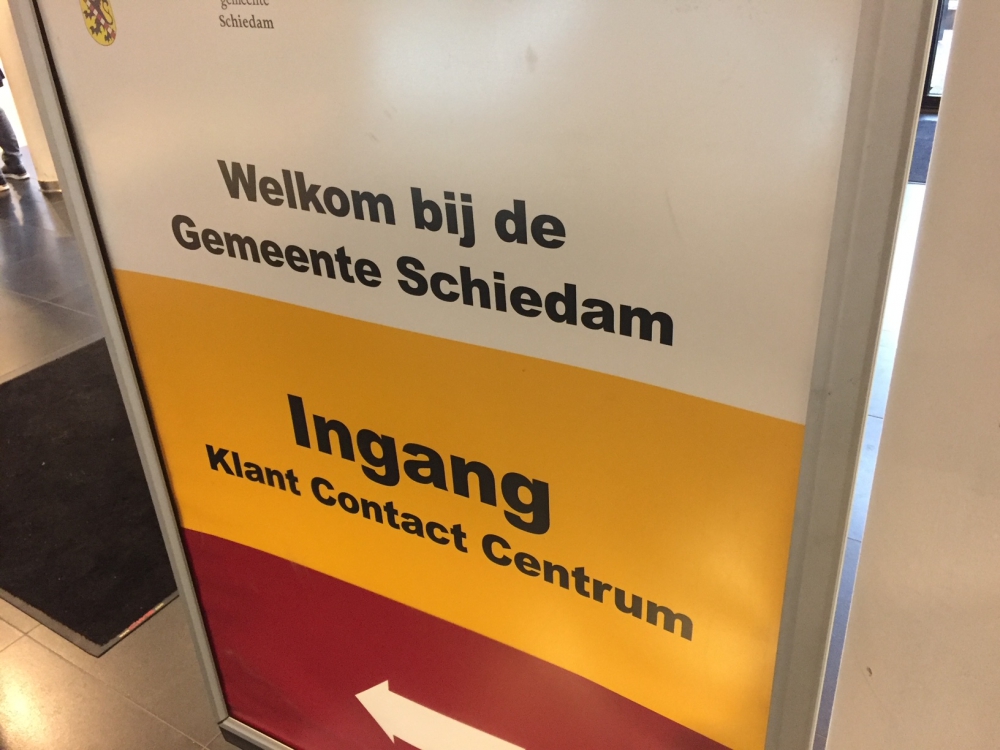 gemeente
Schiedam
Welkom bij de
Gemeente Schiedam
Ingang
Klant Contact Centrum